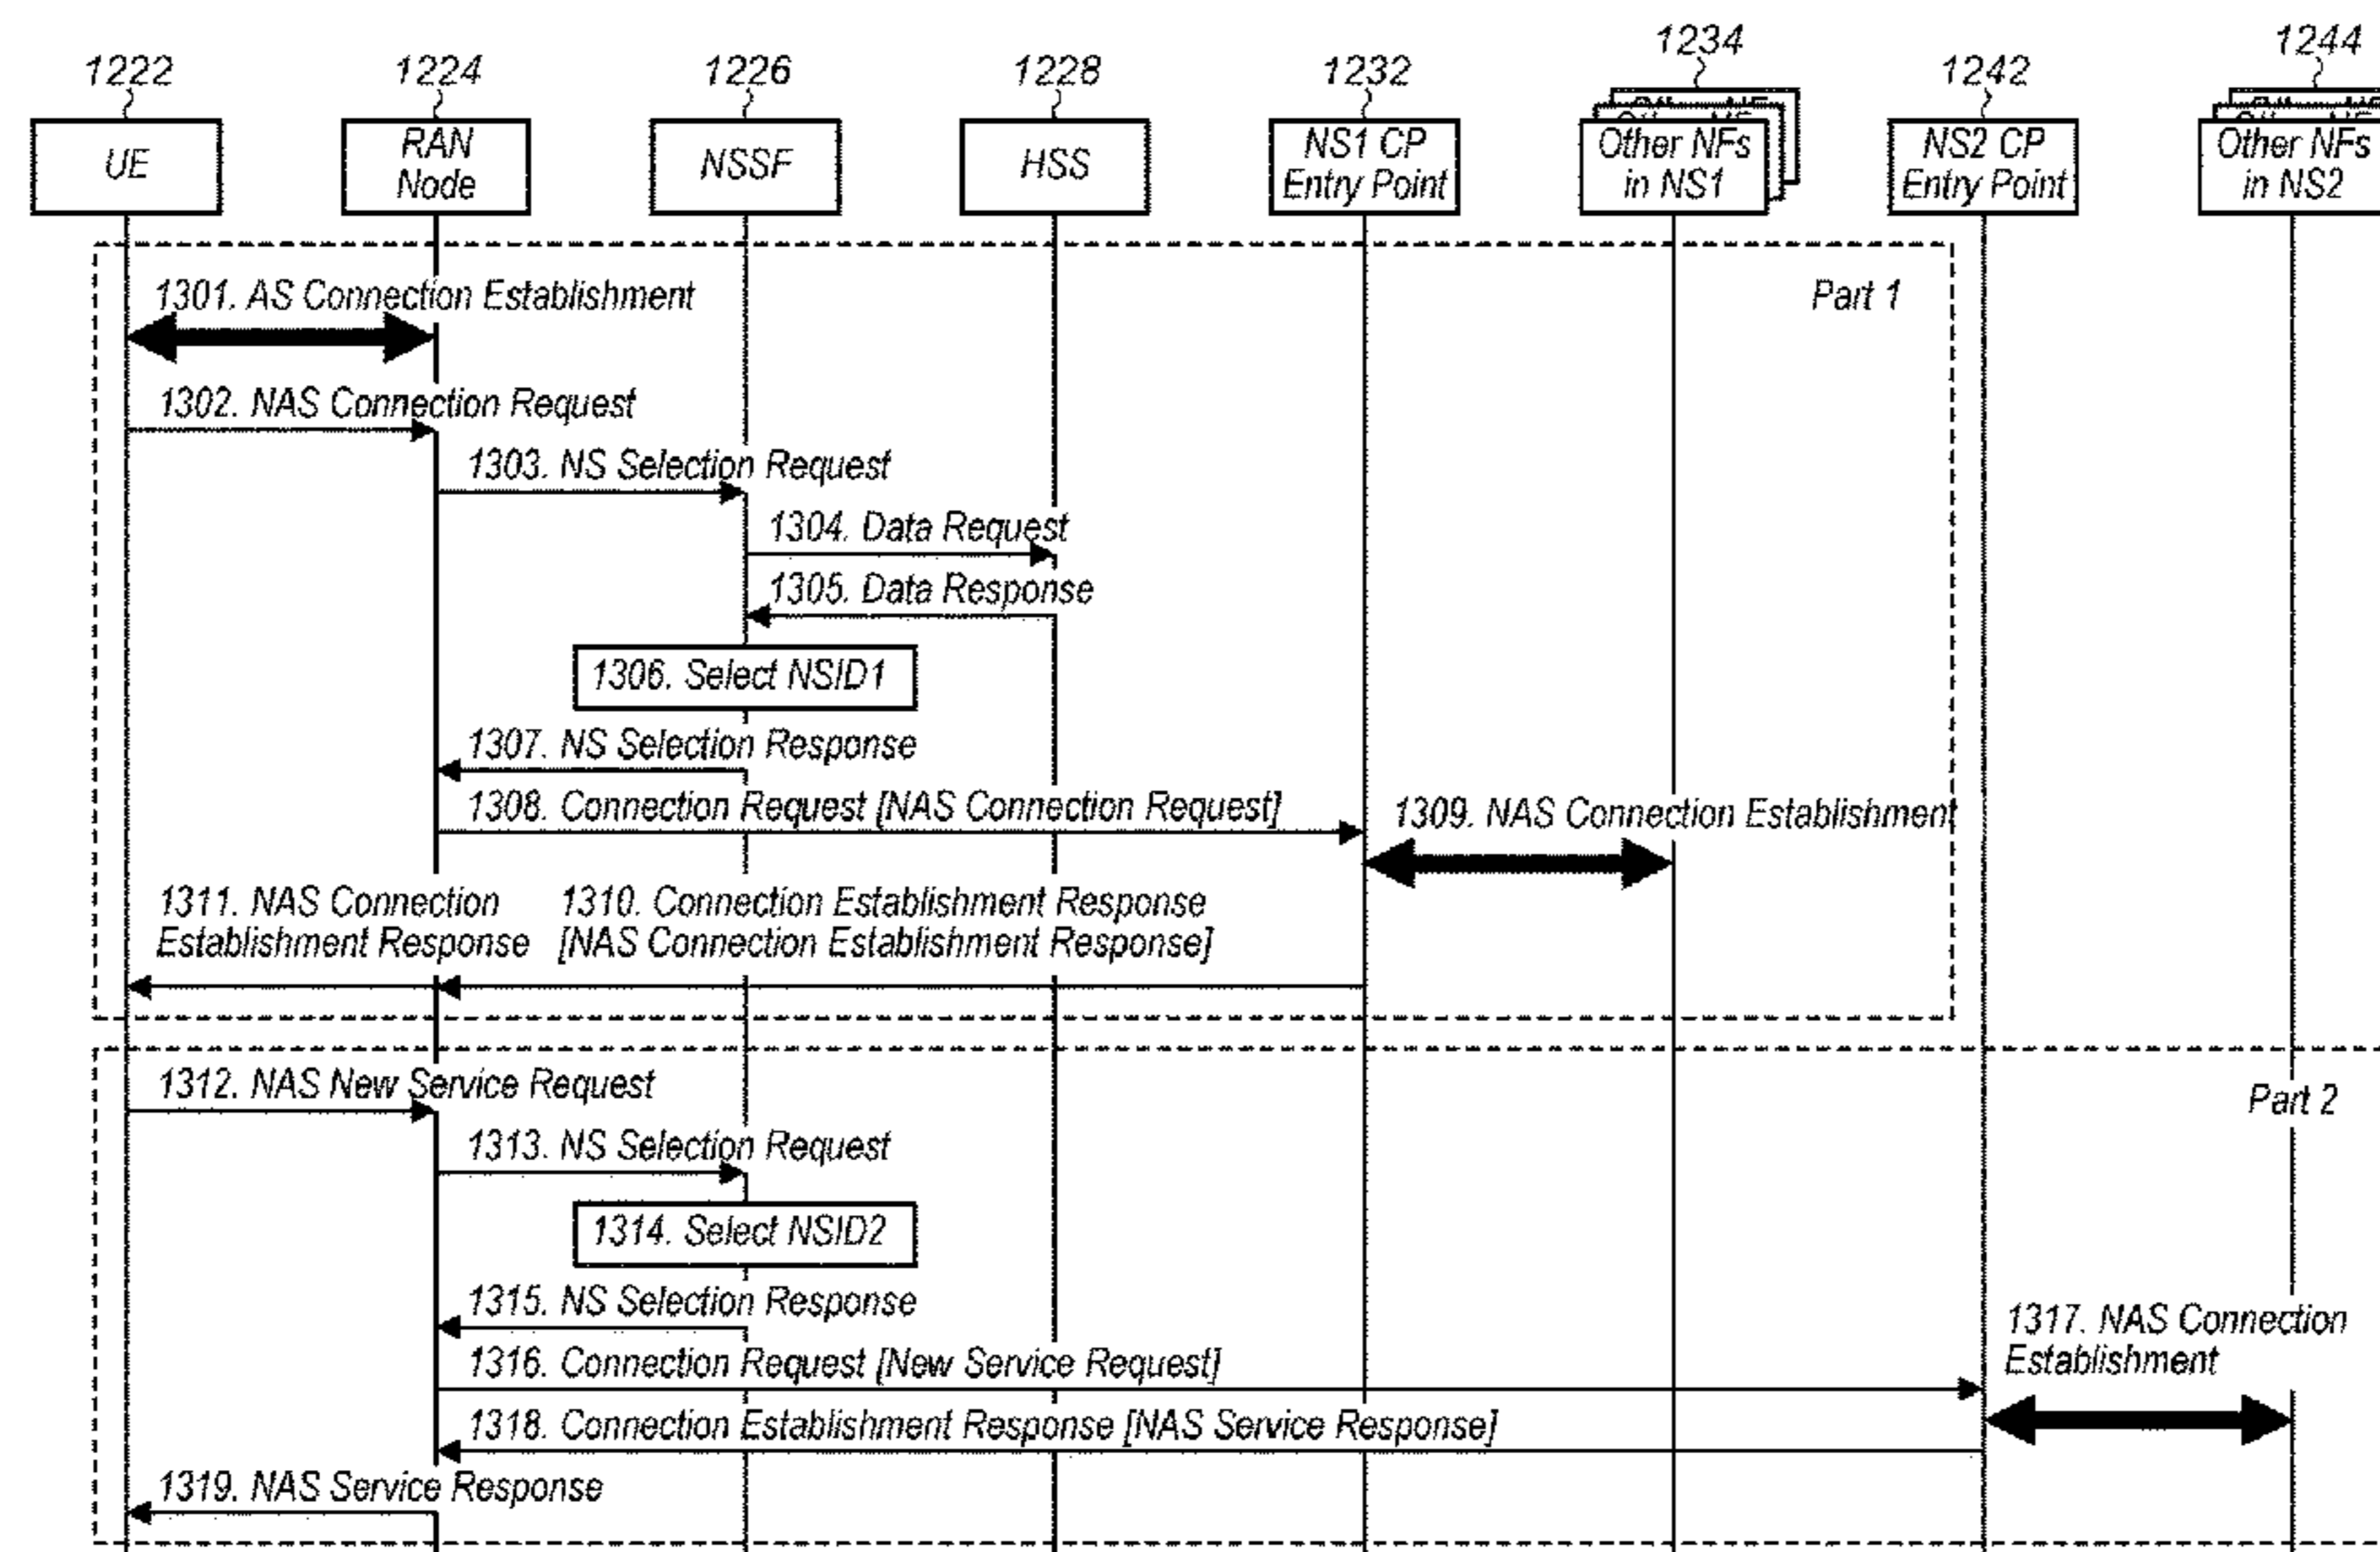 1222
1224
1226
1228
1232
1234
1242
1244
UE
RAN
Node
NSSF
HSS
NS1 CP
Entry Point
Other NFs
in NS1
NS2 CP
Entry Point
Other NFs
in NS2
Part 1
1301. AS Connection Establishment
1302. NAS Connection Request
1303. NS Selection Request
1304. Data Request
1305. Data Response
1306. Select NSID1
1307. NS Selection Response
1308. Connection Request [NAS Connection Request]
1309. NAS Connection Establishment
1311. NAS Connection
Establishment Response
1310. Connection Establishment Response
[NAS Connection Establishment Response]
1312. NAS New Service Request
Part 2
1313. NS Selection Request
1314. Select NSID2
1315. NS Selection Response
1316. Connection Request [New Service Request]
1317. NAS Connection
Establishment
1318. Connection Establishment Response [NAS Service Response]
1319. NAS Service Response